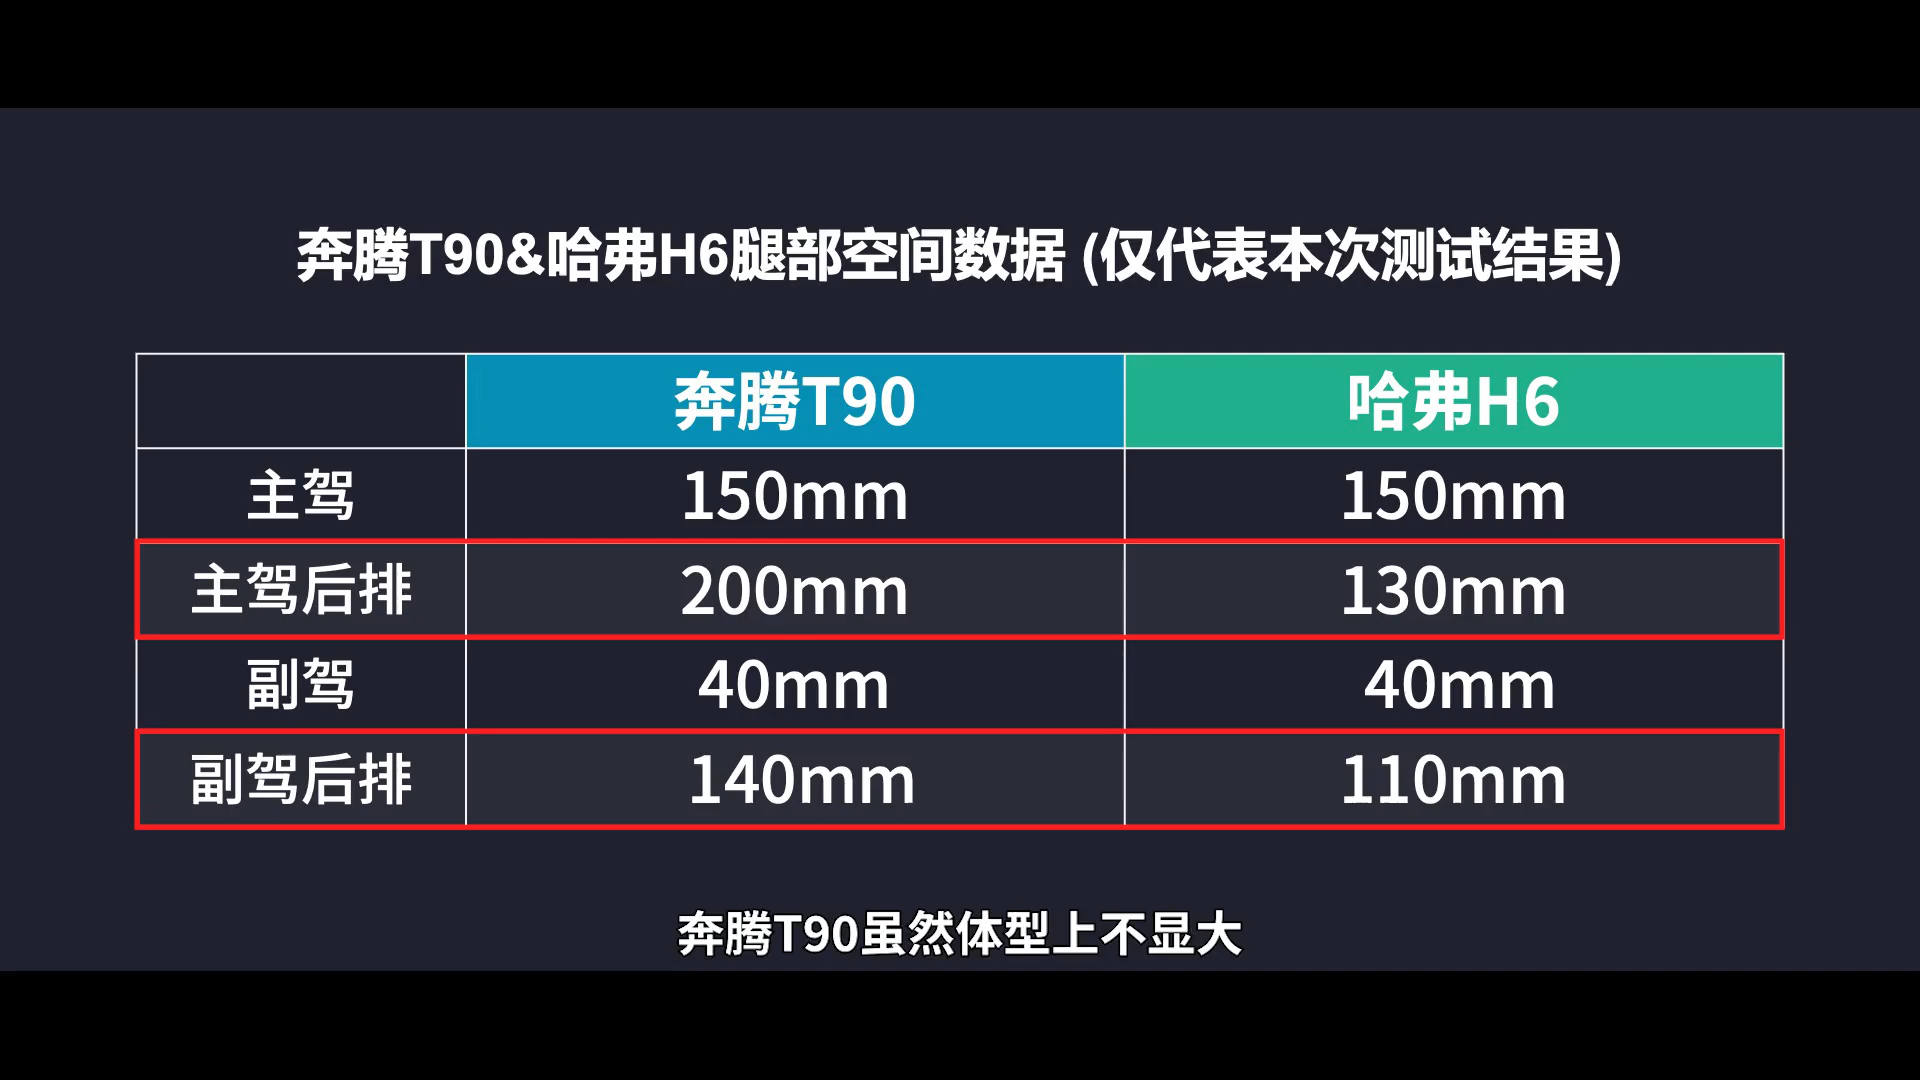 奔腾T90&哈弗H6腿部空间数据 (仅代表本次测试结果)
奔腾T90 哈弗H6
主驾 150mm 150mm
主驾后排 200mm 130mm
副驾 40mm 40mm
副驾后排 140mm 110mm
奔腾T90虽然体型上不显大